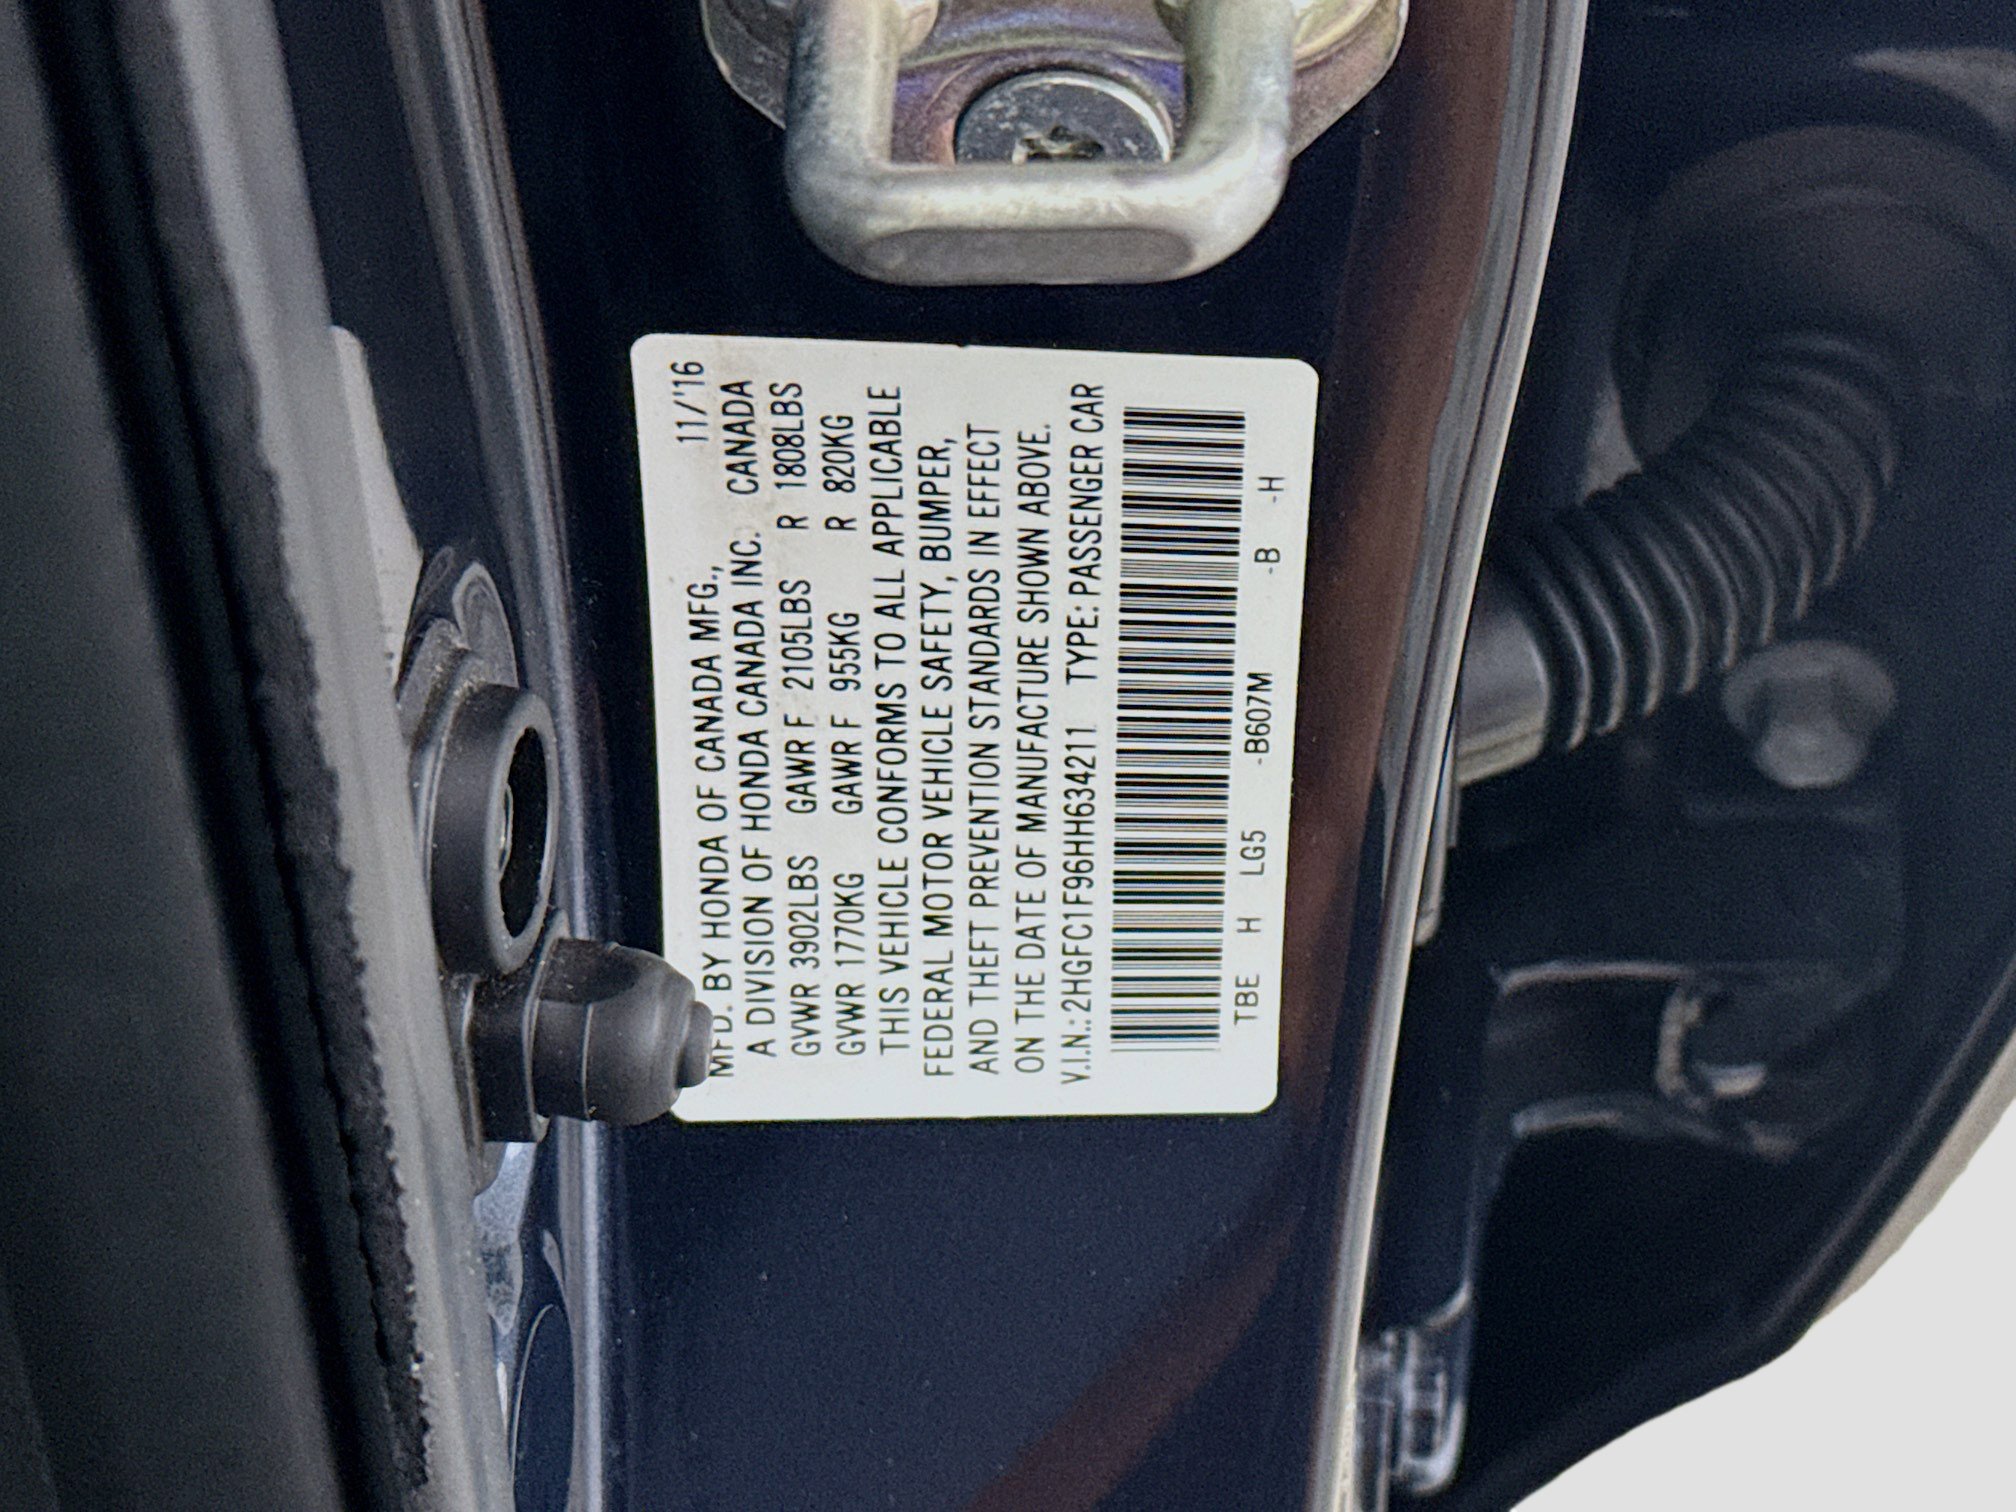 11/'16
MFD. BY HONDA OF CANADA MFG.,
A DIVISION OF HONDA CANADA INC. CANADA
GVWR 3902LBS GAWR F 2105LBS R 1808LBS
GVWR 1770KG GAWR F 955KG R 820KG
THIS VEHICLE CONFORMS TO ALL APPLICABLE
FEDERAL MOTOR VEHICLE SAFETY, BUMPER,
AND THEFT PREVENTION STANDARDS IN EFFECT
ON THE DATE OF MANUFACTURE SHOWN ABOVE.
V.I.N.: 2HGFC1F96HH634211 TYPE: PASSENGER CAR
TBE H LG5 -B607M -B -H